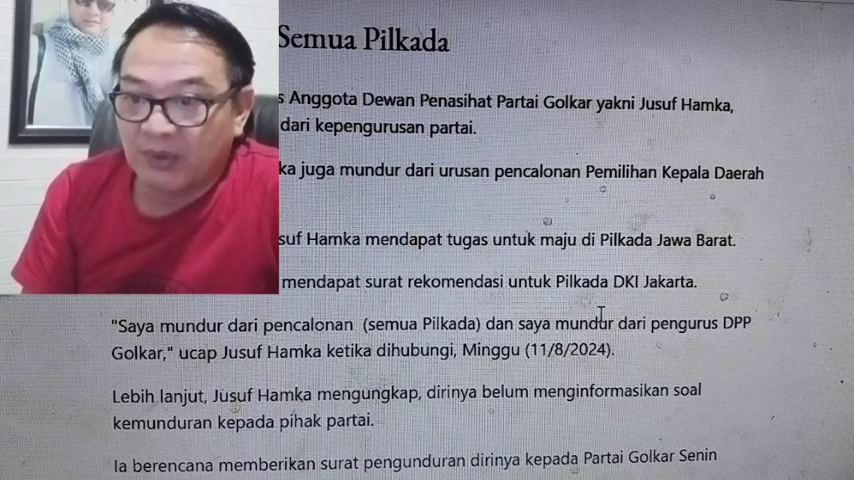 Semua Pilkada
s Anggota Dewan Penasihat Partai Golkar yakni Jusuf Hamka,
dari kepengurusan partai.
ka juga mundur dari urusan pencalonan Pemilihan Kepala Daerah
suf Hamka mendapat tugas untuk maju di Pilkada Jawa Barat.
mendapat surat rekomendasi untuk Pilkada DKI Jakarta.
"Saya mundur dari pencalonan (semua Pilkada) dan saya mundur dari pengurus DPP
Golkar," ucap Jusuf Hamka ketika dihubungi, Minggu (11/8/2024).
Lebih lanjut, Jusuf Hamka mengungkap, dirinya belum menginformasikan soal
kemunduran kepada pihak partai.
Ia berencana memberikan surat pengunduran dirinya kepada Partai Golkar Senin